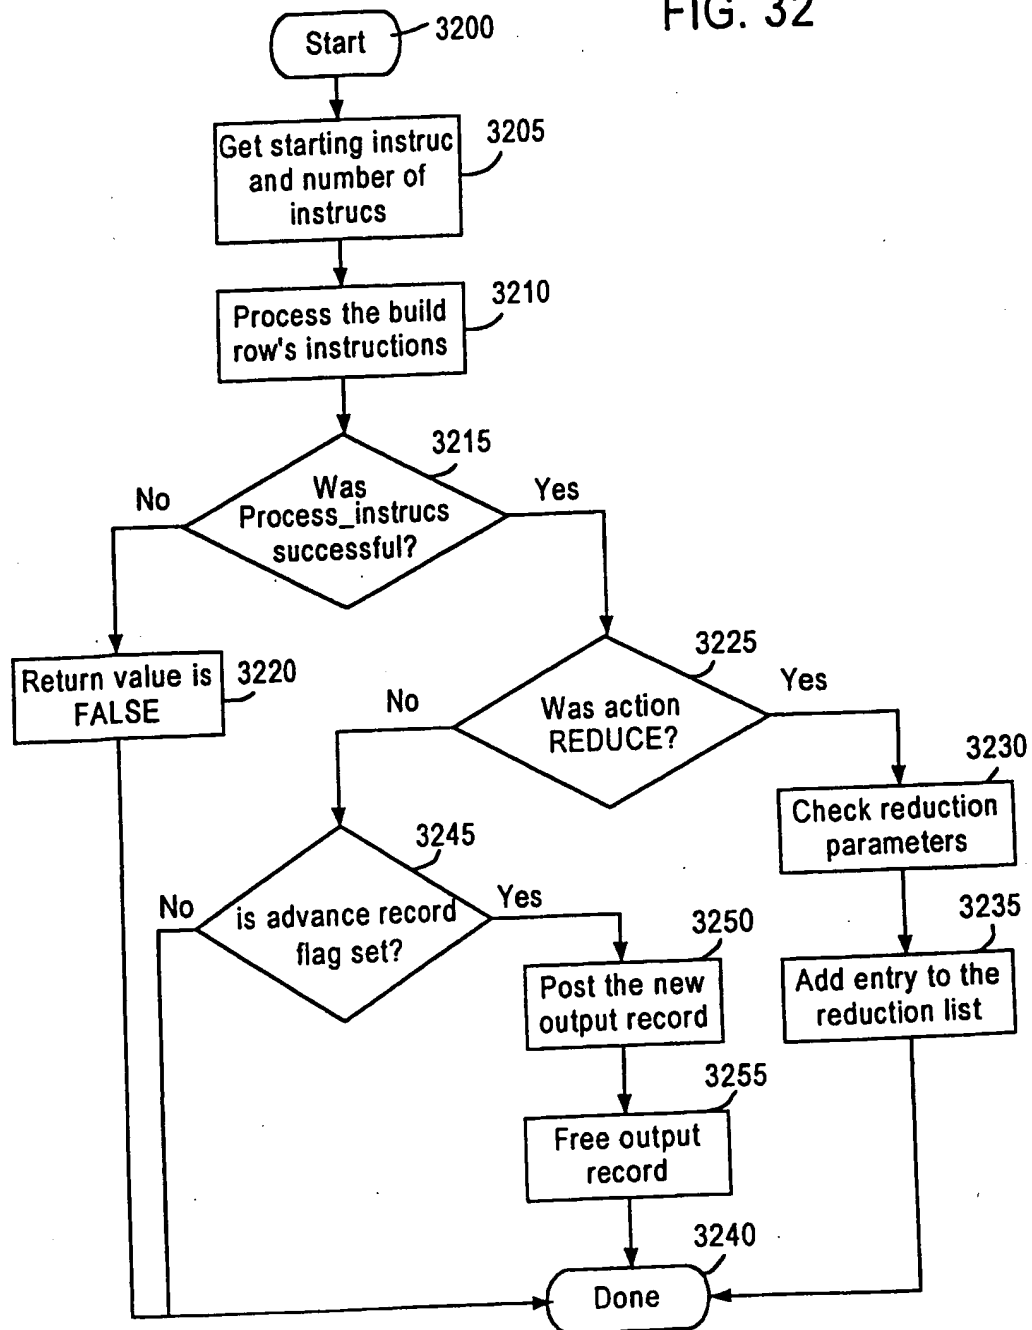 FIG. 32
Start
3200
Get starting instruc
and number of
instrucs
3205
Process the build
row's instructions
3210
Was
Process_instrucs
successful?
3215
No
Yes
Return value is
FALSE
3220
Was action
REDUCE?
3225
No
Yes
Check reduction
parameters
3230
Add entry to the
reduction list
3235
is advance record
flag set?
3245
No
Yes
Post the new
output record
3250
Free output
record
3255
Done
3240